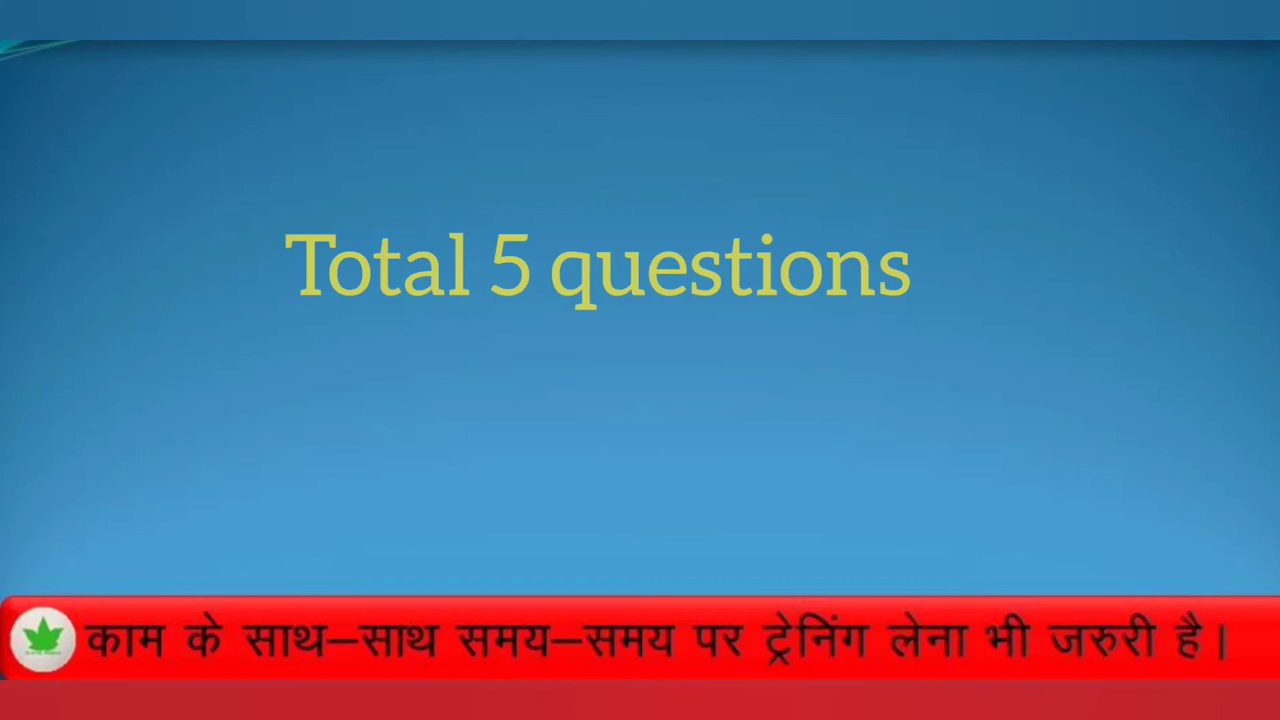 Total 5 questions
काम के साथ–साथ समय–समय पर ट्रेनिंग लेना भी जरुरी है।